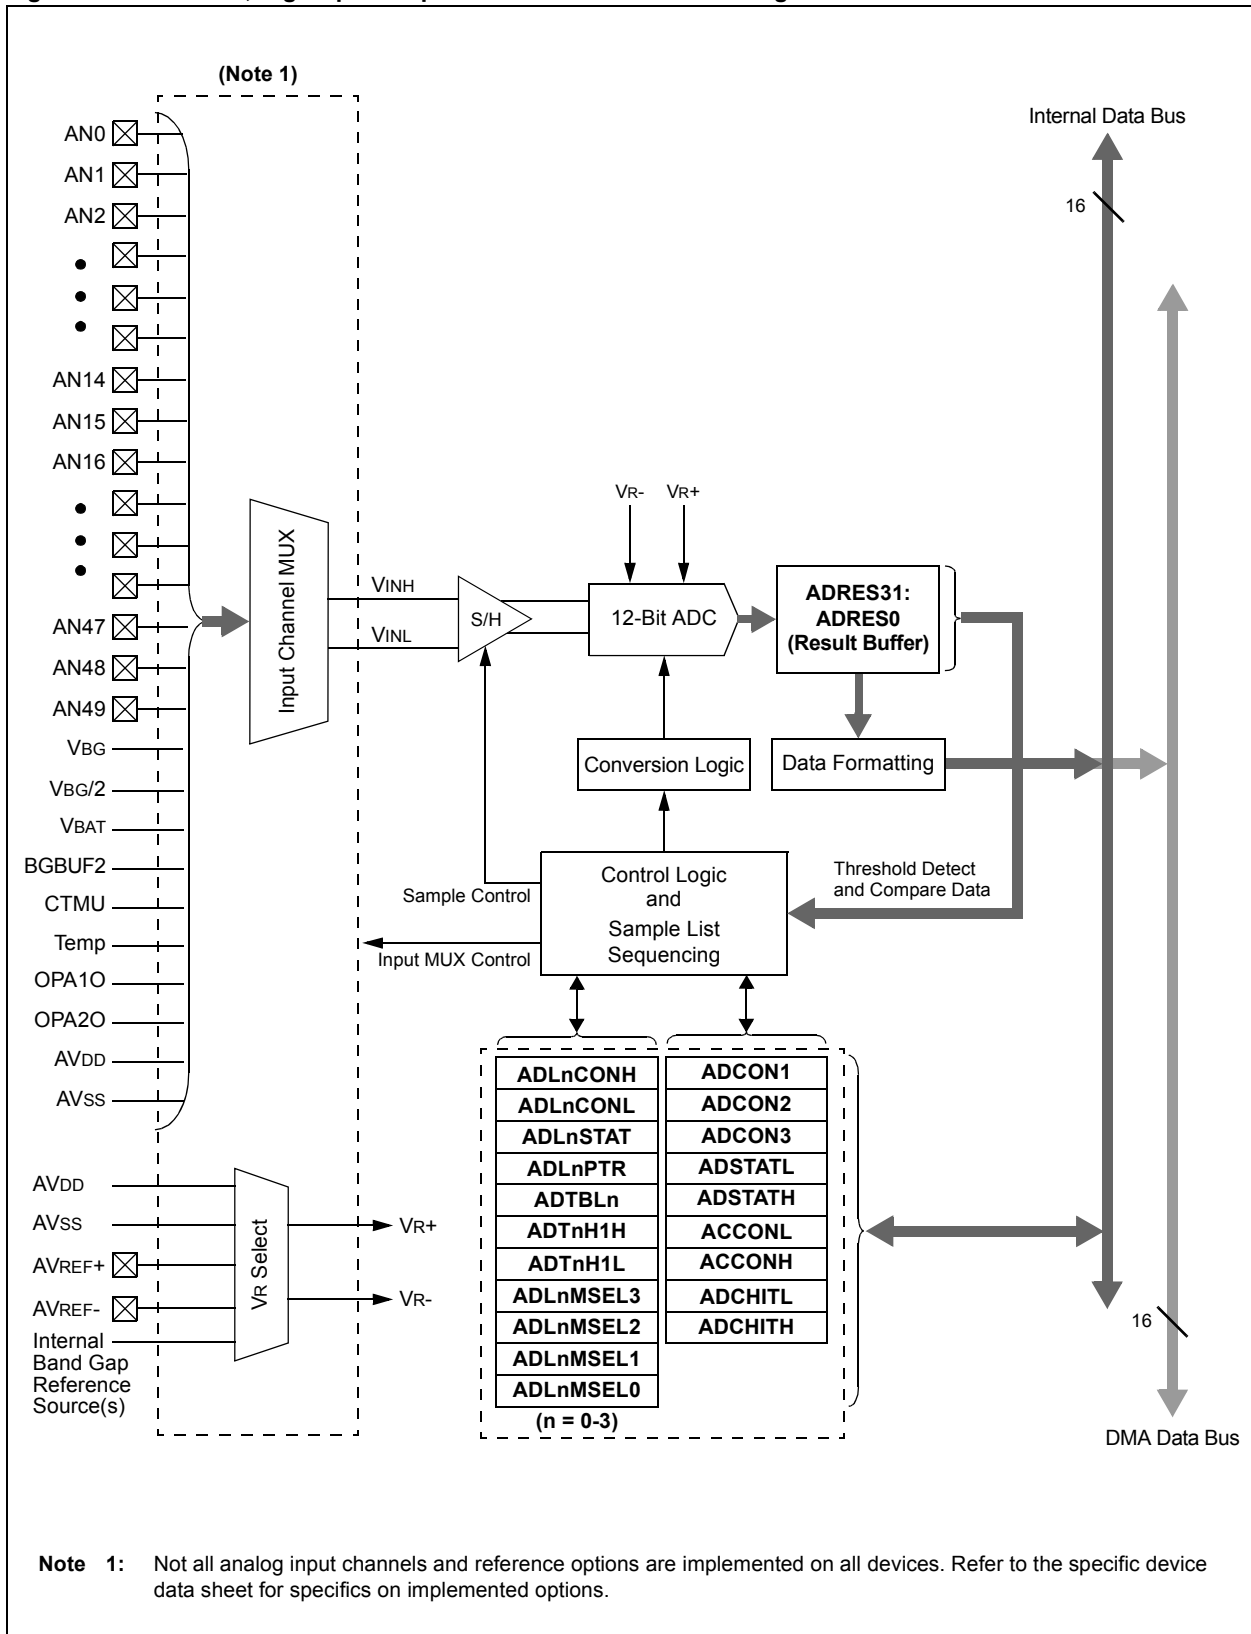 (Note 1)
AN0
AN1
AN2
AN14
AN15
AN16
AN47
AN48
AN49
VBG
VBG/2
VBAT
BGBUF2
CTMU
Temp
OPA1O
OPA2O
AVDD
AVSS
Input Channel MUX
VINH
VINL
S/H
VR-
VR+
12-Bit ADC
ADRES31:
ADRES0
(Result Buffer)
Internal Data Bus
16
Conversion Logic
Data Formatting
Sample Control
Input MUX Control
Control Logic
and
Sample List
Sequencing
Threshold Detect
and Compare Data
AVDD
AVSS
AVREF+
AVREF-
Internal
Band Gap
Reference
Source(s)
VR Select
VR+
VR-
ADLnCONH
ADLnCONL
ADLnSTAT
ADLnPTR
ADTBLn
ADTnH1H
ADTnH1L
ADLnMSEL3
ADLnMSEL2
ADLnMSEL1
ADLnMSEL0
(n = 0-3)
ADCON1
ADCON2
ADCON3
ADSTATL
ADSTATH
ACCONL
ACCONH
ADCHITL
ADCHITH
16
DMA Data Bus
Note 1: Not all analog input channels and reference options are implemented on all devices. Refer to the specific device
data sheet for specifics on implemented options.